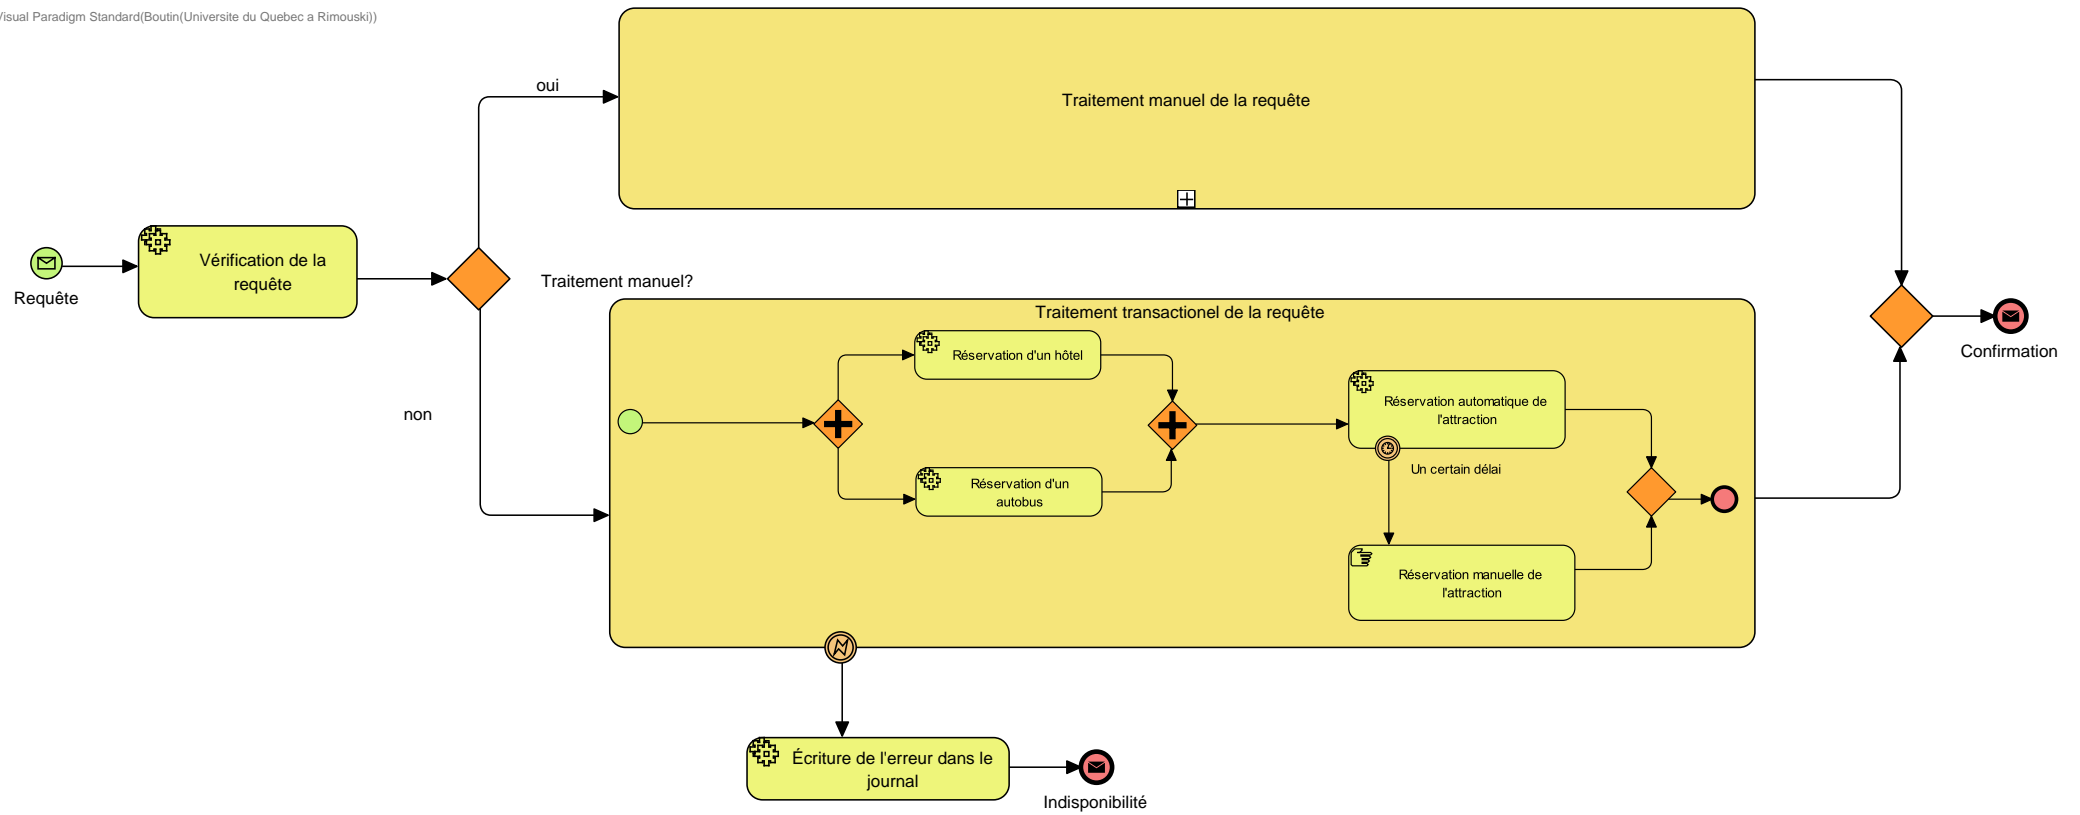 Visual Paradigm Standard(Boutin(Universite du Quebec a Rimouski))
oui
Traitement manuel de la requête
Vérification de la
requête
Requête
Traitement manuel?
Traitement transactionel de la requête
Réservation d'un hôtel
Confirmation
Réservation automatique de
l'attraction
non
Un certain délai
Réservation d'un
autobus
Réservation manuelle de
l'attraction
Écriture de l'erreur dans le
journal
Indisponibilité